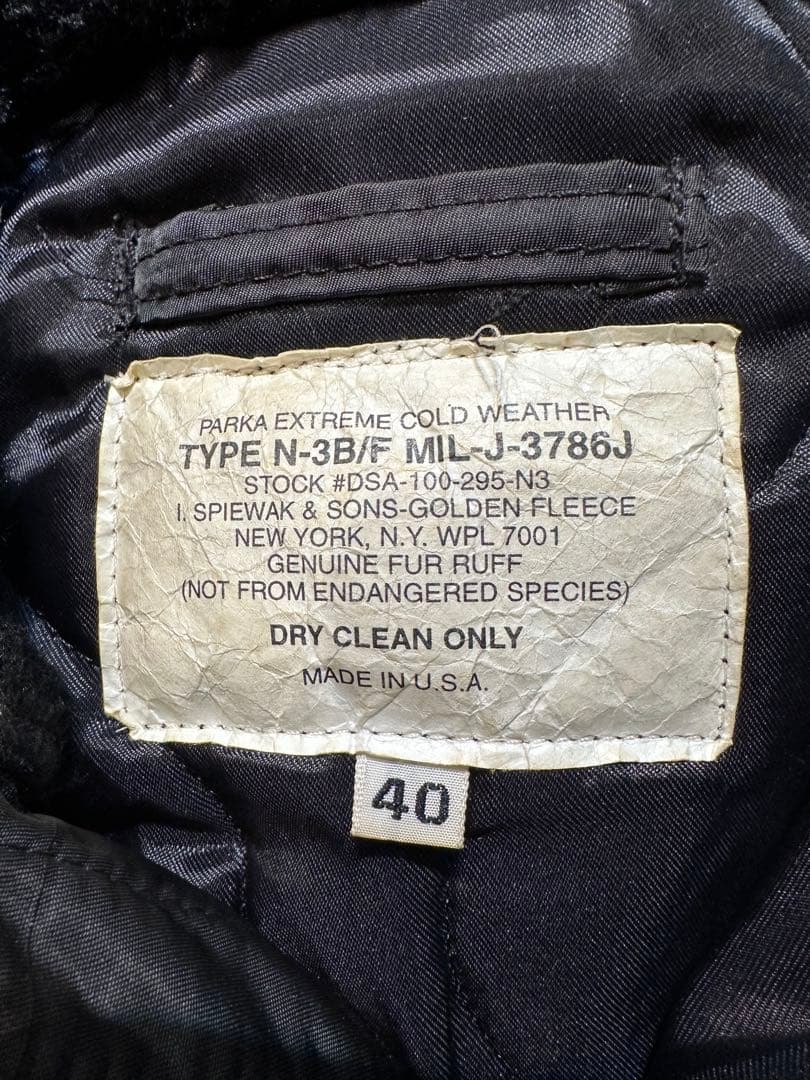 PARKA EXTREME COLD WEATHER
TYPE N-3B/F MIL-J-3786J
STOCK #DSA-100-295-N3
I. SPIEWAK & SONS-GOLDEN FLEECE
NEW YORK, N.Y. WPL 7001
GENUINE FUR RUFF
(NOT FROM ENDANGERED SPECIES)
DRY CLEAN ONLY
MADE IN U.S.A.
40